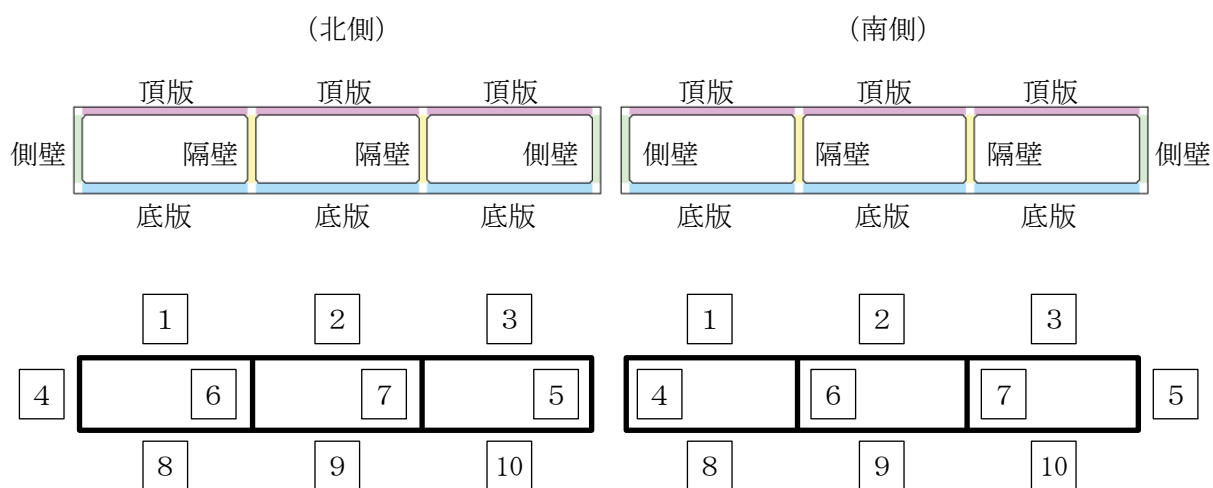 (北側) (南側)
頂版 頂版 頂版 頂版 頂版 頂版
側壁 隔壁 隔壁 側壁 側壁 隔壁 隔壁 側壁
底版 底版 底版 底版 底版 底版
1 2 3 1 2 3
4 6 7 5 4 6 7 5
8 9 10 8 9 10